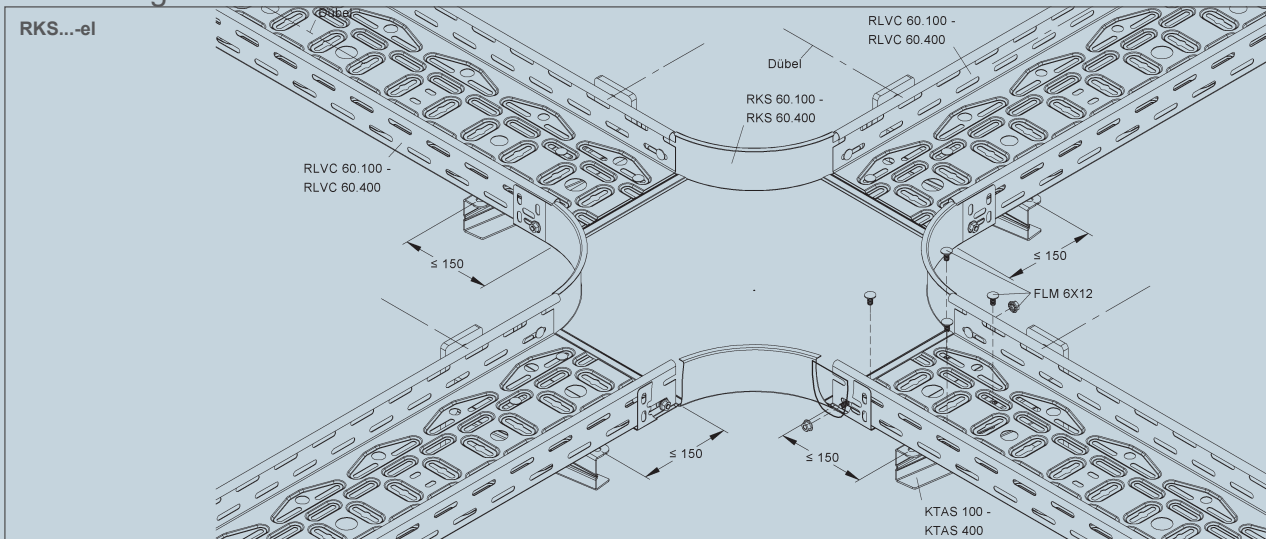 RKS...-el
Dübel
RLVC 60.100 -
RLVC 60.400
Dübel
RKS 60.100 -
RKS 60.400
RLVC 60.100 -
RLVC 60.400
≤ 150
≤ 150
FLM 6X12
≤ 150
≤ 150
KTAS 100 -
KTAS 400